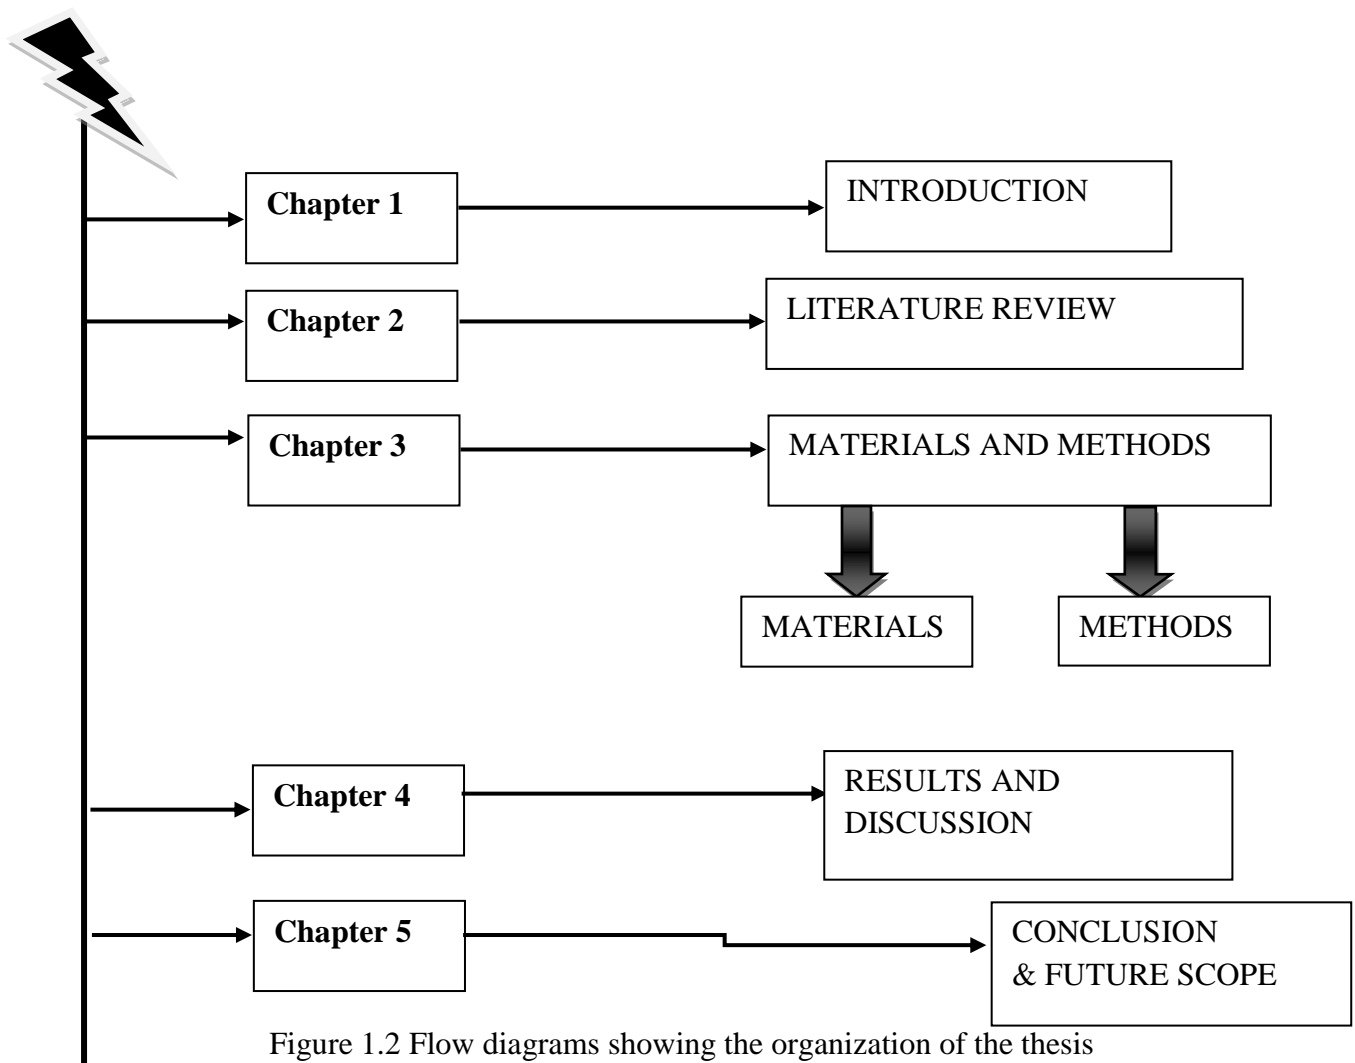 Chapter 1
INTRODUCTION
Chapter 2
LITERATURE REVIEW
Chapter 3
MATERIALS AND METHODS
MATERIALS
METHODS
Chapter 4
RESULTS AND
DISCUSSION
Chapter 5
CONCLUSION
& FUTURE SCOPE
Figure 1.2 Flow diagrams showing the organization of the thesis